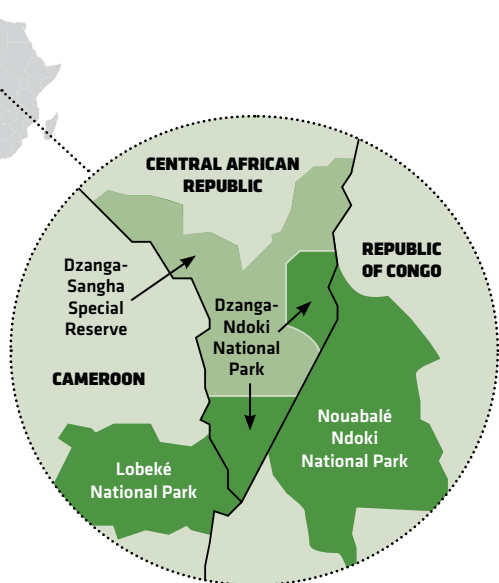 CENTRAL AFRICAN
REPUBLIC
REPUBLIC
OF CONGO
Dzanga-
Sangha
Special
Reserve
Dzanga-
Ndoki
National
Park
CAMEROON
Nouabalé
Ndoki
National Park
Lobeké
National Park